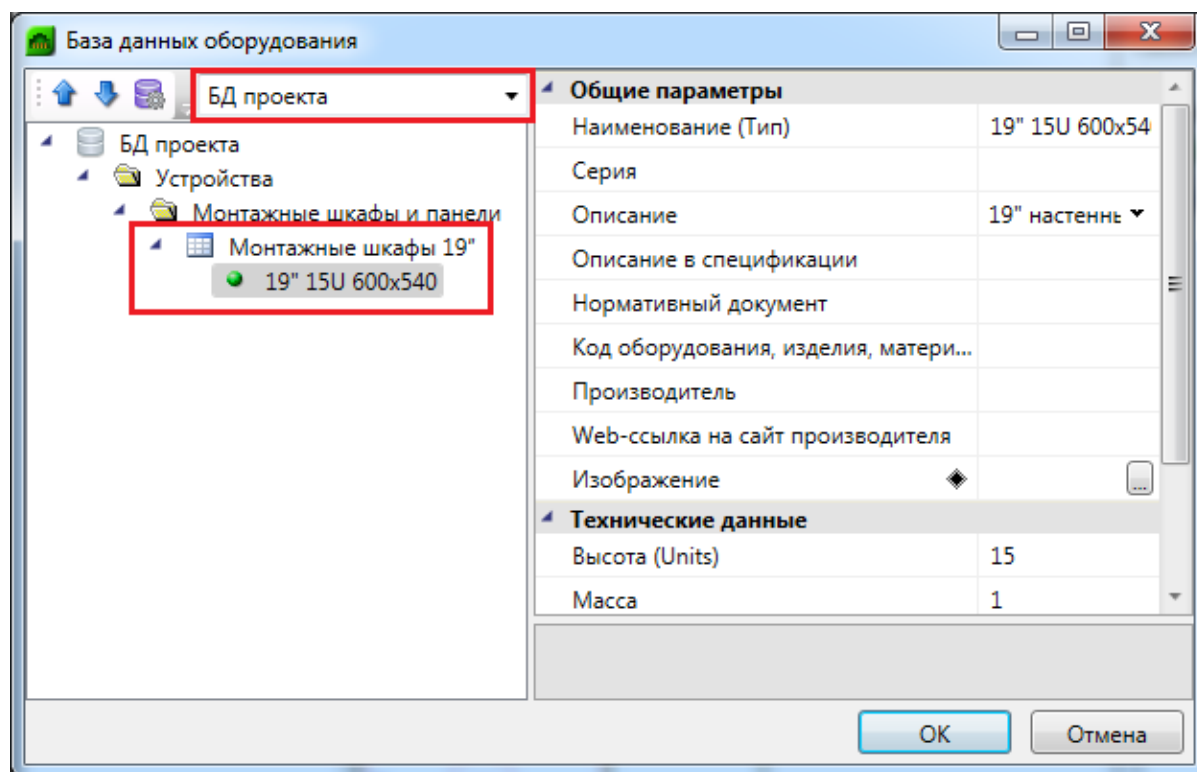 База данных оборудования
БД проекта
БД проекта
Устройства
Монтажные шкафы и панели
Монтажные шкафы 19"
19" 15U 600x540
Общие параметры
Наименование (Тип) 19" 15U 600x54
Серия
Описание 19" настенны
Описание в спецификации
Нормативный документ
Код оборудования, изделия, матери...
Производитель
Web-ссылка на сайт производителя
Изображение ...
Технические данные
Высота (Units) 15
Масса 1
ОК Отмена